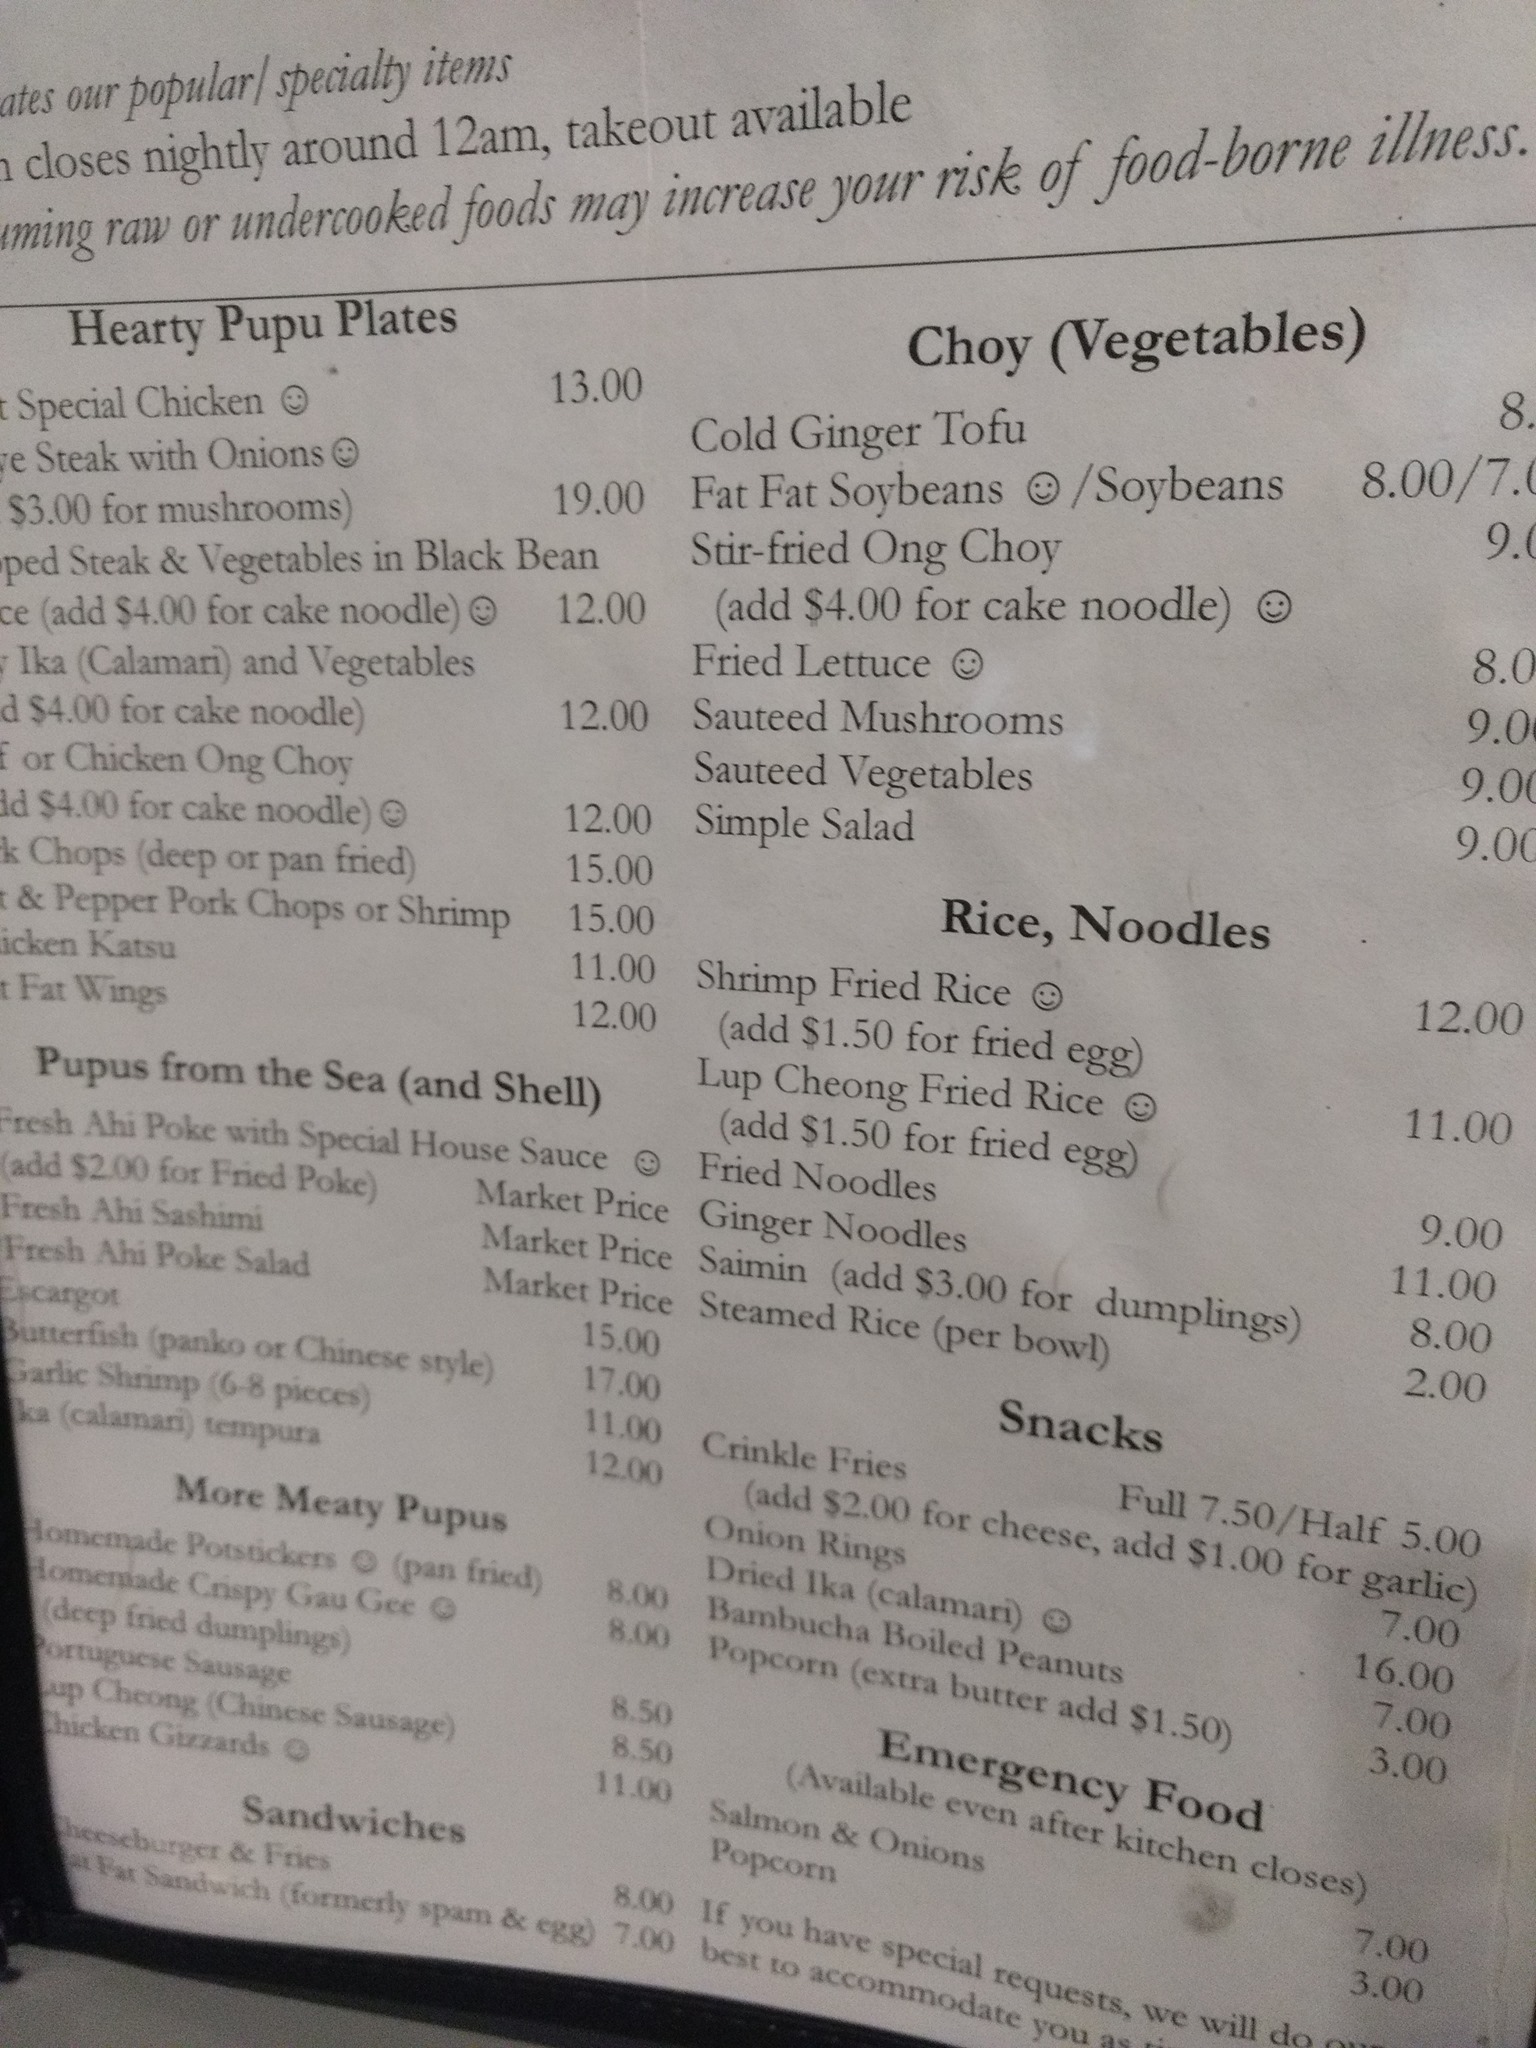 our popular/ specialty items
closes nightly around 12am, takeout available
raw or undercooked foods may increase your risk of food-borne illness.
Hearty Pupu Plates
Special Chicken ☺ 13.00
Steak with Onions ☺
$3.00 for mushrooms) 19.00
Steak & Vegetables in Black Bean
(add $4.00 for cake noodle) ☺ 12.00
Ika (Calamari) and Vegetables
$4.00 for cake noodle) 12.00
or Chicken Ong Choy
$4.00 for cake noodle) ☺ 12.00
Chops (deep or pan fried) 15.00
& Pepper Pork Chops or Shrimp 15.00
Katsu 11.00
Fat Wings 12.00
Pupus from the Sea (and Shell)
Fresh Ahi Poke with Special House Sauce ☺
(add $2.00 for Fried Poke) Market Price
Fresh Ahi Sashimi Market Price
Fresh Ahi Poke Salad Market Price
Escargot 15.00
Butterfish (panko or Chinese style) 17.00
Garlic Shrimp (6-8 pieces) 11.00
Ika (calamari) tempura 12.00
More Meaty Pupus
Homemade Potstickers ☺ (pan fried) 8.00
Homemade Crispy Gau Gee ☺ 8.00
(deep fried dumplings)
Portuguese Sausage 8.50
Lup Cheong (Chinese Sausage) 8.50
Chicken Gizzards ☺ 11.00
Sandwiches
Cheeseburger & Fries 8.00
Fat Sandwich (formerly spam & egg) 7.00
Choy (Vegetables)
Cold Ginger Tofu 8.
Fat Fat Soybeans ☺ /Soybeans 8.00/7.0
Stir-fried Ong Choy 9.0
(add $4.00 for cake noodle) ☺
Fried Lettuce ☺ 8.0
Sauteed Mushrooms 9.00
Sauteed Vegetables 9.00
Simple Salad 9.00
Rice, Noodles
Shrimp Fried Rice ☺ 12.00
(add $1.50 for fried egg)
Lup Cheong Fried Rice ☺ 11.00
(add $1.50 for fried egg)
Fried Noodles 9.00
Ginger Noodles 11.00
Saimin (add $3.00 for dumplings) 8.00
Steamed Rice (per bowl) 2.00
Snacks
Crinkle Fries Full 7.50/Half 5.00
(add $2.00 for cheese, add $1.00 for garlic)
Onion Rings 7.00
Dried Ika (calamari) ☺ 16.00
Bambucha Boiled Peanuts 7.00
Popcorn (extra butter add $1.50) 3.00
Emergency Food
(Available even after kitchen closes)
Salmon & Onions 7.00
Popcorn 3.00
If you have special requests, we will do our
best to accommodate you as